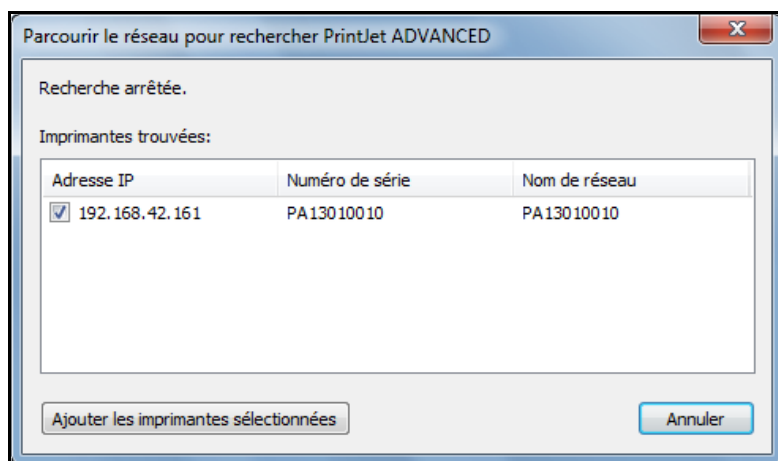 Parcourir le réseau pour rechercher PrintJet ADVANCED
Recherche arrêtée.
Imprimantes trouvées:
Adresse IP Numéro de série Nom de réseau
192.168.42.161 PA13010010 PA13010010
Ajouter les imprimantes sélectionnées Annuler